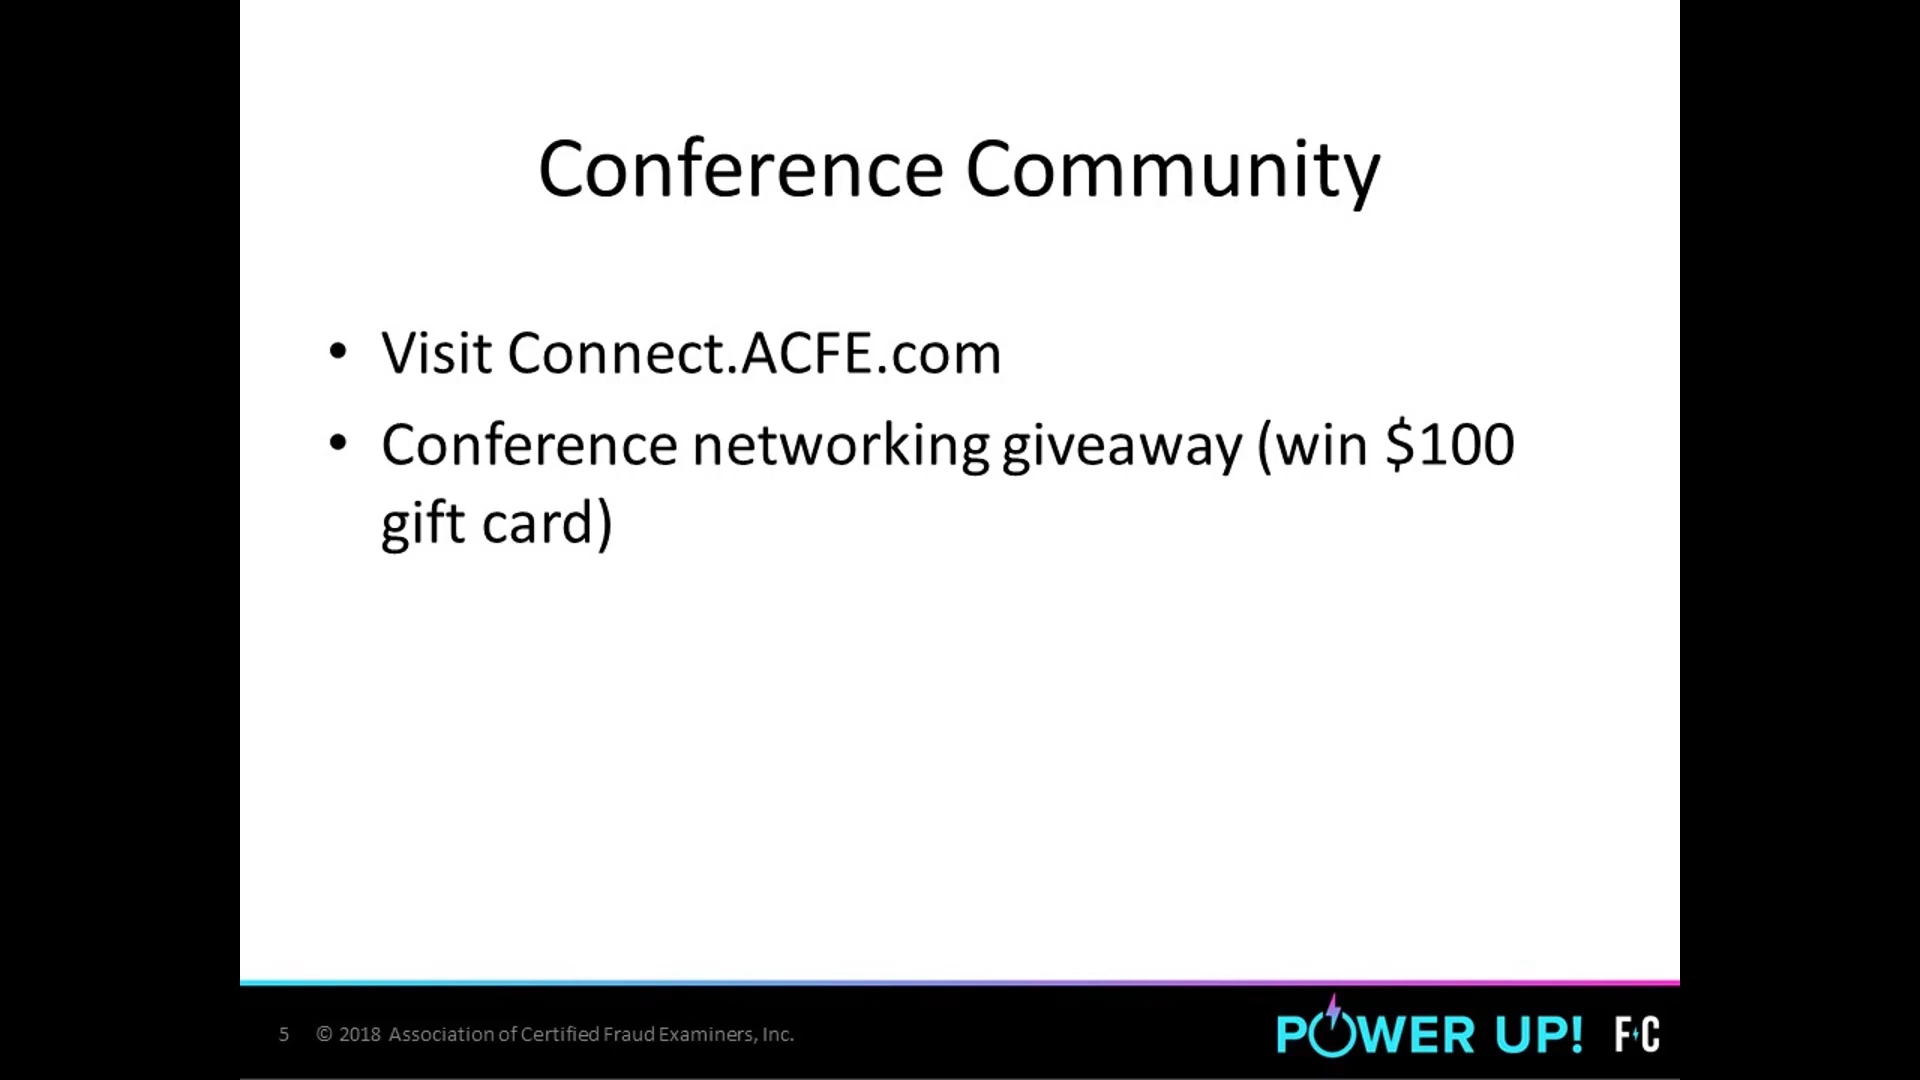 Conference Community
• Visit Connect.ACFE.com
• Conference networking giveaway (win $100
gift card)
5 © 2018 Association of Certified Fraud Examiners, Inc.
POWER UP! F+C